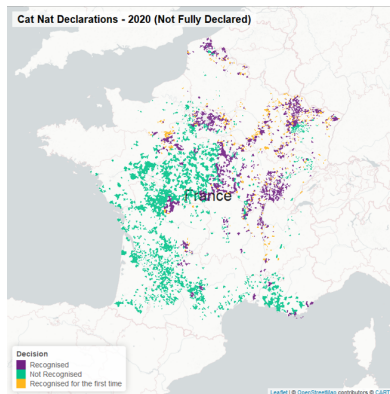 Cat Nat Declarations - 2020 (Not Fully Declared)
France
Decision
Recognised
Not Recognised
Recognised for the first time
Leaflet | © OpenStreetMap contributors © CART